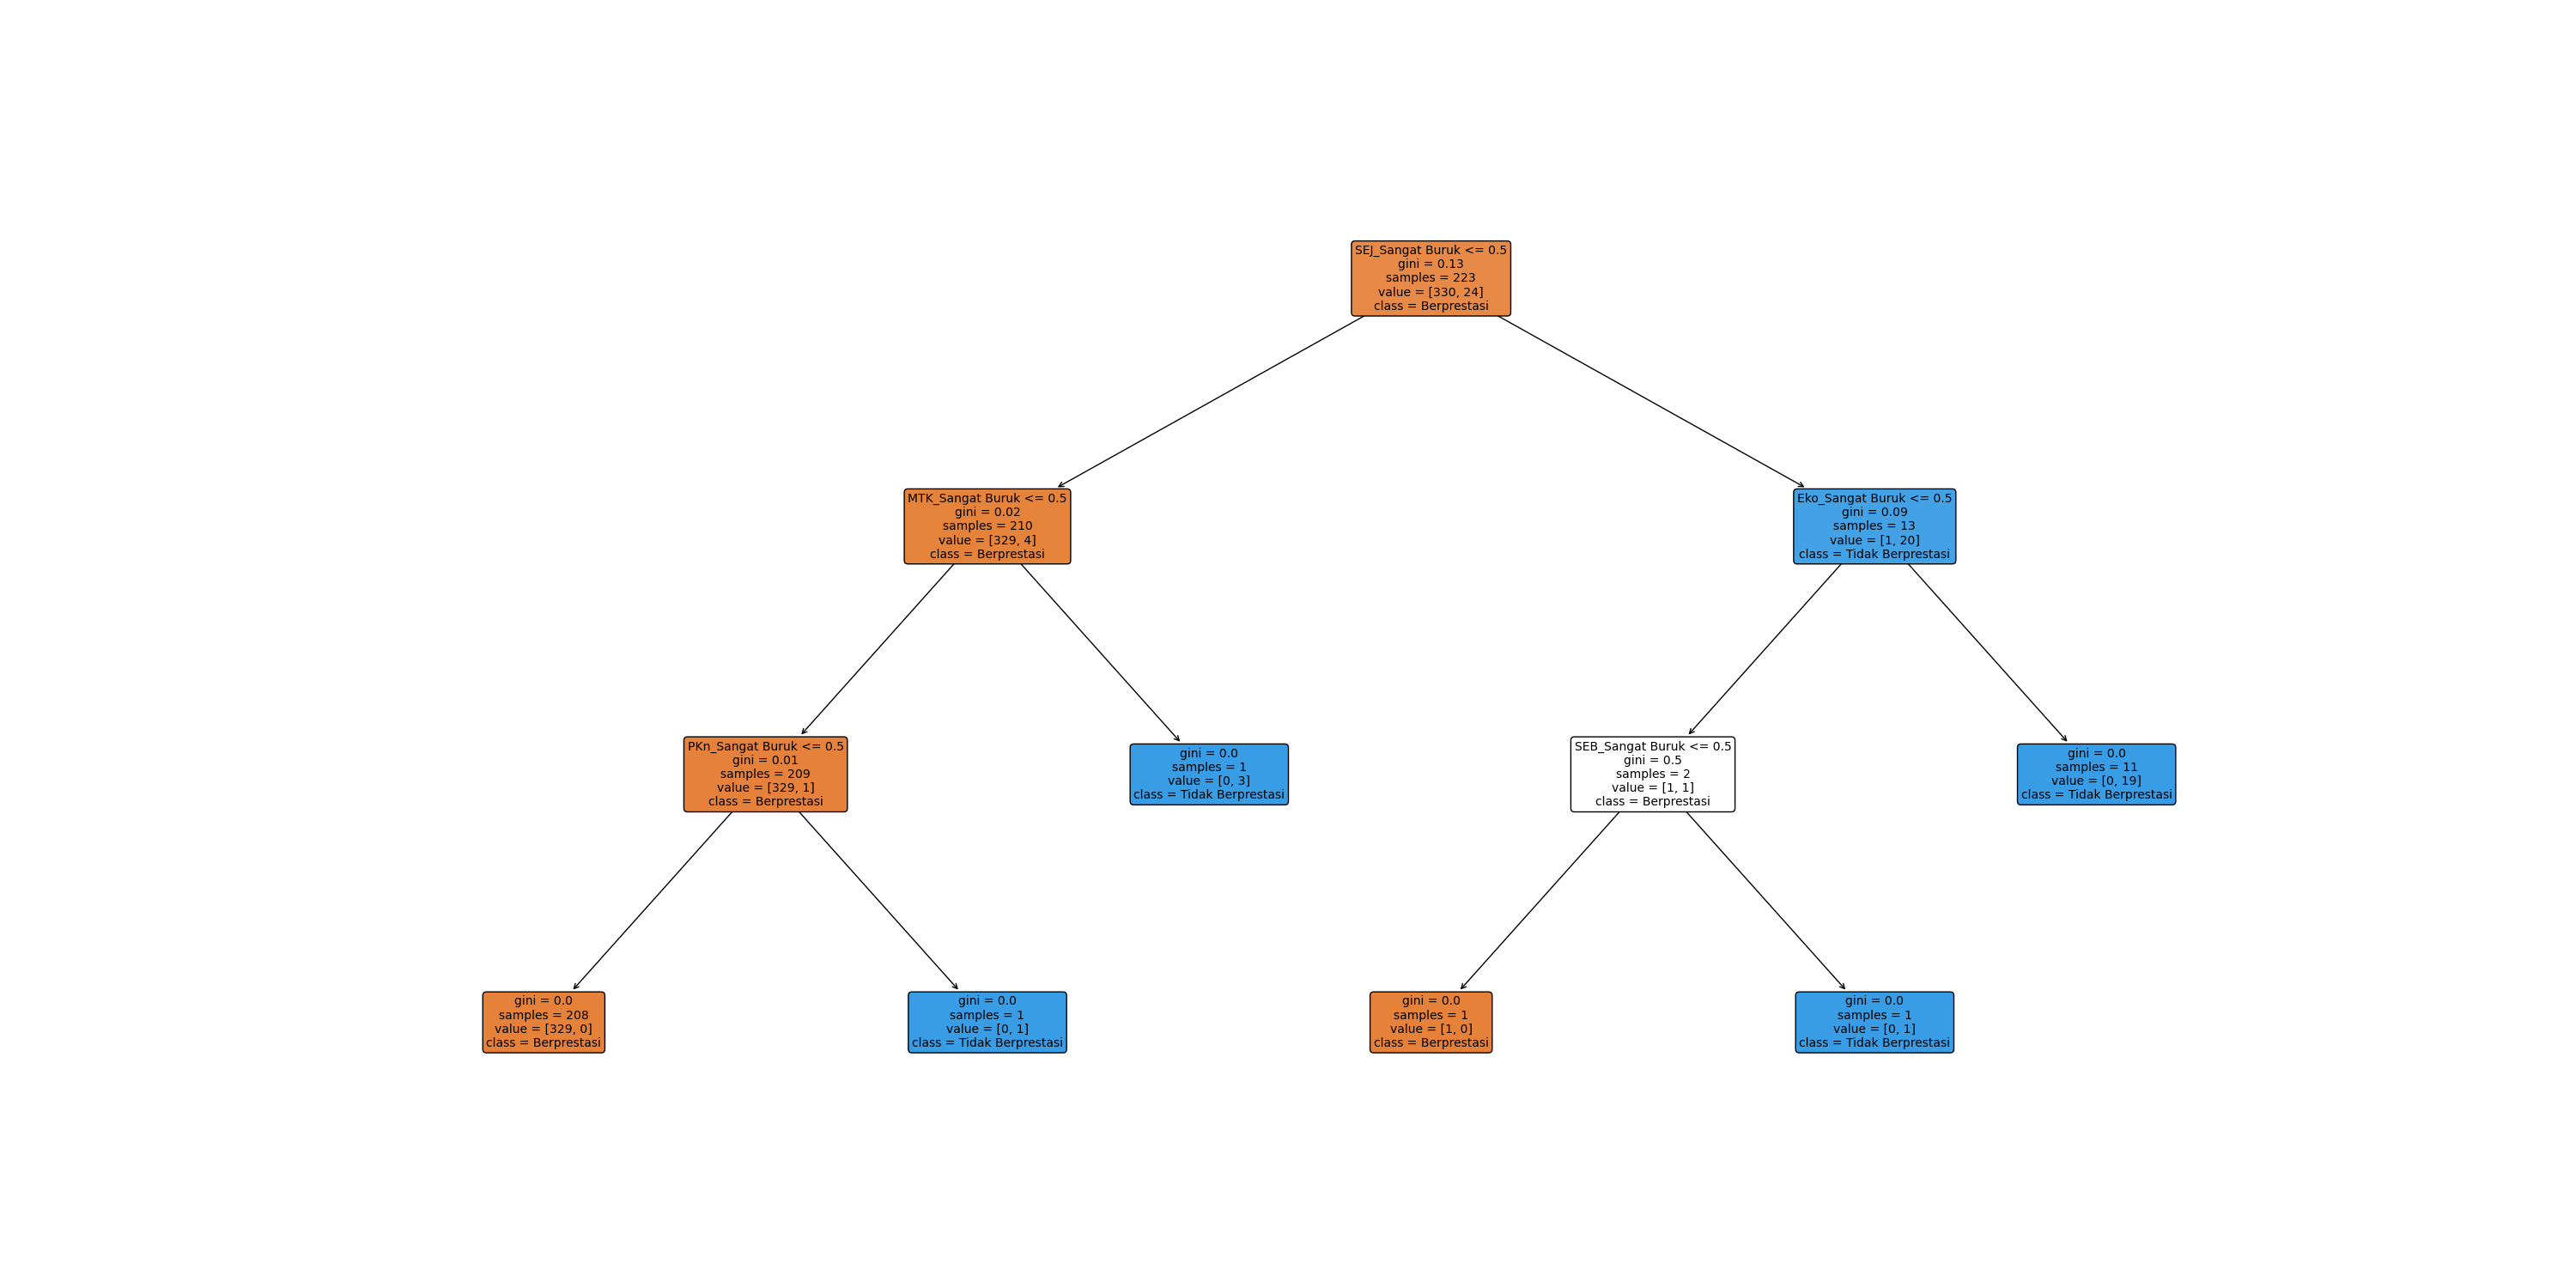 SEJ_Sangat Buruk <= 0.5
gini = 0.13
samples = 223
value = [330, 24]
class = Berprestasi
MTK_Sangat Buruk <= 0.5
gini = 0.02
samples = 210
value = [329, 4]
class = Berprestasi
Eko_Sangat Buruk <= 0.5
gini = 0.09
samples = 13
value = [1, 20]
class = Tidak Berprestasi
PKn_Sangat Buruk <= 0.5
gini = 0.01
samples = 209
value = [329, 1]
class = Berprestasi
gini = 0.0
samples = 1
value = [0, 3]
class = Tidak Berprestasi
SEB_Sangat Buruk <= 0.5
gini = 0.5
samples = 2
value = [1, 1]
class = Berprestasi
gini = 0.0
samples = 11
value = [0, 19]
class = Tidak Berprestasi
gini = 0.0
samples = 208
value = [329, 0]
class = Berprestasi
gini = 0.0
samples = 1
value = [0, 1]
class = Tidak Berprestasi
gini = 0.0
samples = 1
value = [1, 0]
class = Berprestasi
gini = 0.0
samples = 1
value = [0, 1]
class = Tidak Berprestasi